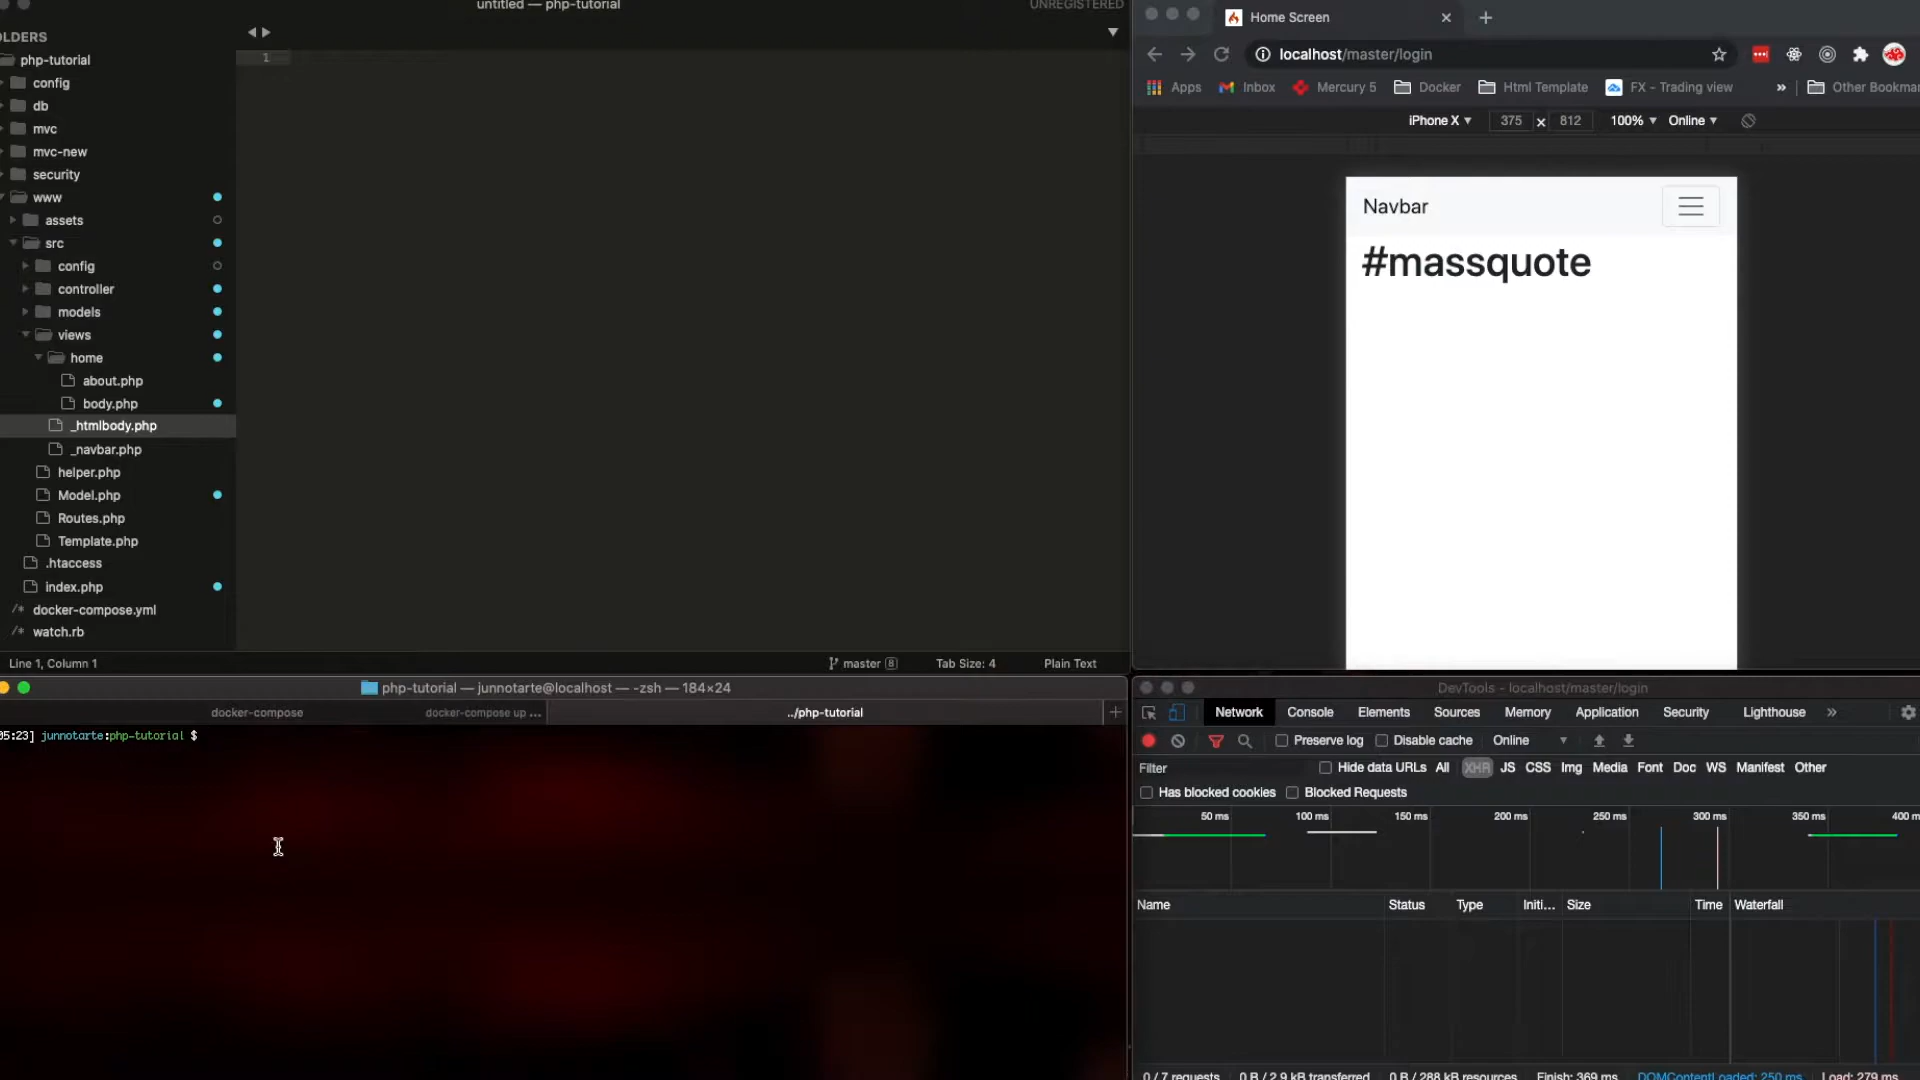 untitled — php-tutorial
UNREGISTERED
OLDERS
php-tutorial
config
db
mvc
mvc-new
security
www
assets
src
config
controller
models
views
home
about.php
body.php
_htmlbody.php
_navbar.php
helper.php
Model.php
Routes.php
Template.php
.htaccess
index.php
/* docker-compose.yml
/* watch.rb
1
Line 1, Column 1
master 8
Tab Size: 4
Plain Text
Home Screen
localhost/master/login
Apps
Inbox
Mercury 5
Docker
Html Template
FX - Trading view
»
Other Bookmar
iPhone X ▼ 375 x 812 100% ▼ Online ▼
Navbar
#massquote
php-tutorial — junnotarte@localhost — -zsh — 184×24
docker-compose
docker-compose up ...
../php-tutorial
05:23] junnotarte:php-tutorial $
DevTools - localhost/master/login
Network Console Elements Sources Memory Application Security Lighthouse »
Preserve log Disable cache Online ▼
Filter Hide data URLs All XHR JS CSS Img Media Font Doc WS Manifest Other
Has blocked cookies Blocked Requests
50 ms 100 ms 150 ms 200 ms 250 ms 300 ms 350 ms 400 m
Name Status Type Initi... Size Time Waterfall
0 / 7 requests 0 B / 2.9 kB transferred 0 B / 288 kB resources Finish: 369 ms DOMContentLoaded: 250 ms Load: 279 ms